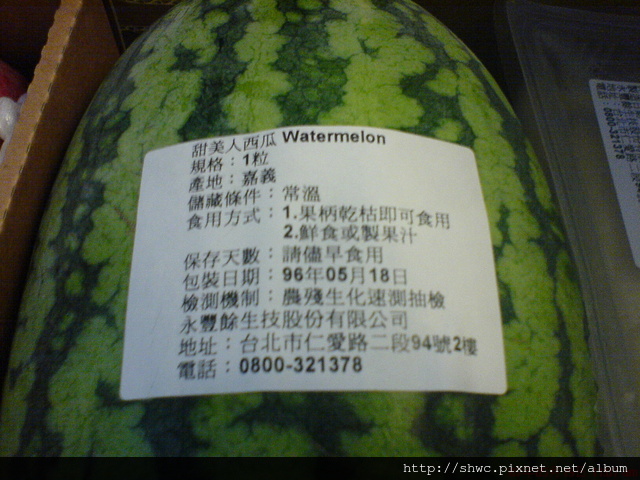 甜美人西瓜 Watermelon
規格：1粒
產地：嘉義
儲藏條件：常溫
食用方式：1.果柄乾枯即可食用
2.鮮食或製果汁
保存天數：請儘早食用
包裝日期：96年05月18日
檢測機制：農殘生化速測抽檢
永豐餘生技股份有限公司
地址：台北市仁愛路二段94號2樓
電話：0800-321378
http://shwc.pixnet.net/album